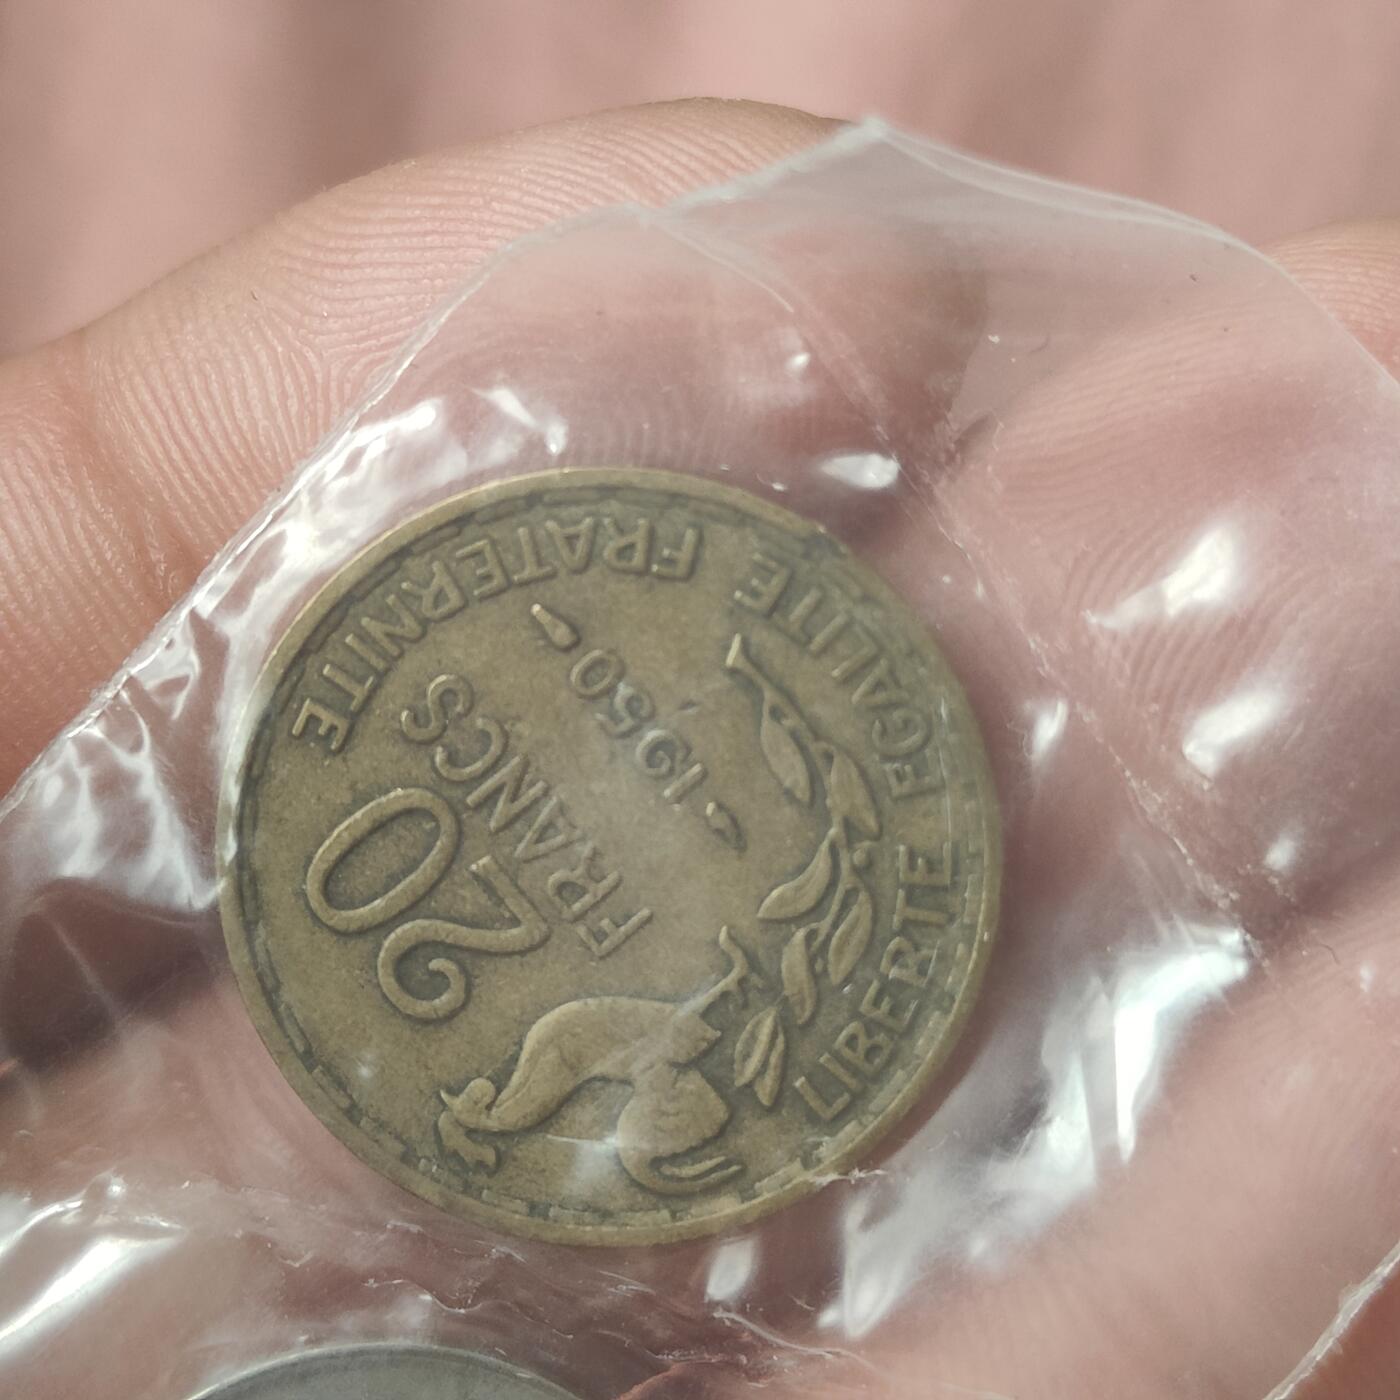 LIBERTE EGALITE FRATERNITE
20
FRANCS
1950